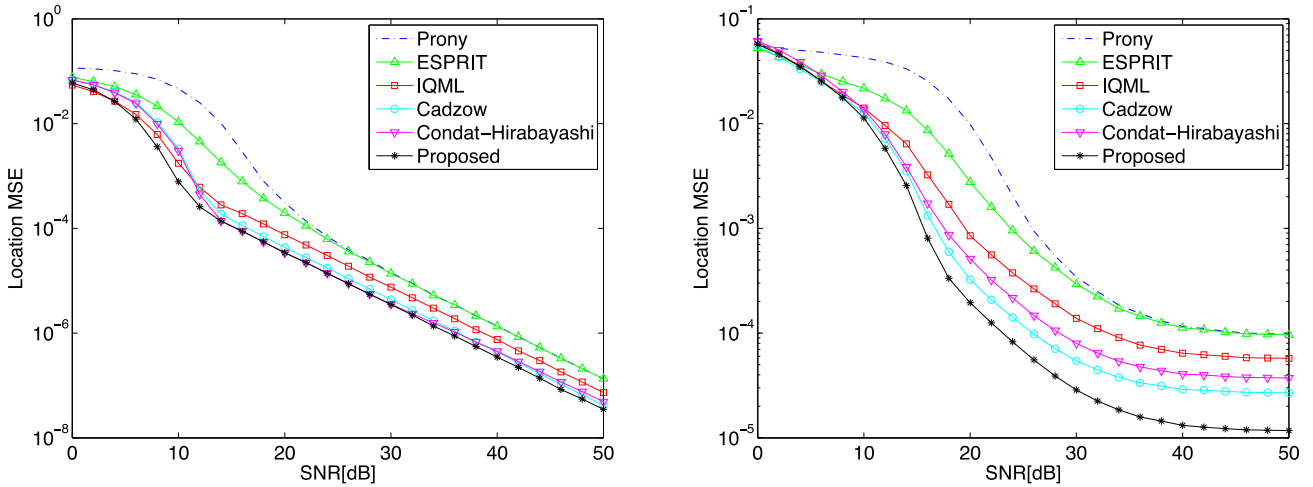 10^0
10^-2
10^-4
10^-6
10^-8
Location MSE
0 10 20 30 40 50
SNR[dB]
Prony
ESPRIT
IQML
Cadzow
Condat-Hirabayashi
Proposed
10^0
10^-1
10^-2
10^-3
10^-4
10^-5
Location MSE
0 10 20 30 40 50
SNR[dB]
Prony
ESPRIT
IQML
Cadzow
Condat-Hirabayashi
Proposed